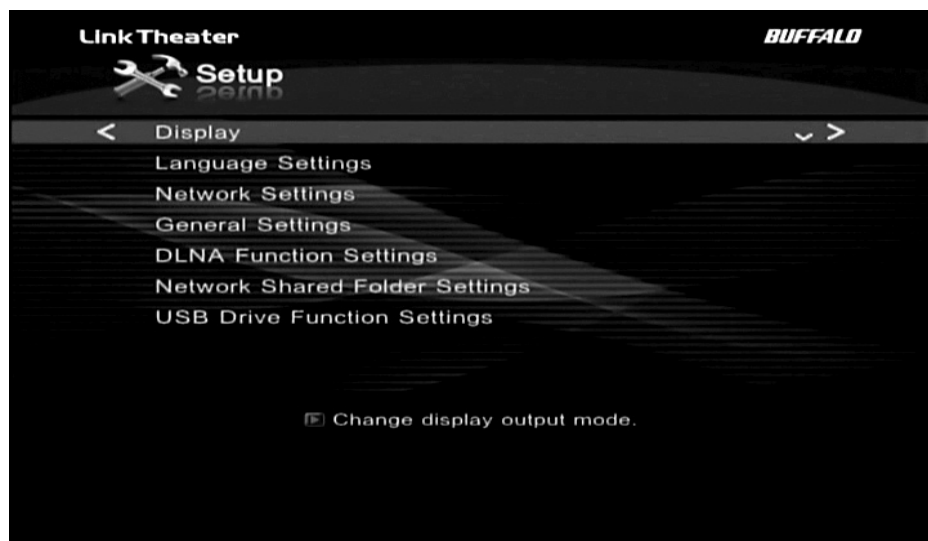 LinkTheater
BUFFALO
Setup
< Display >
Language Settings
Network Settings
General Settings
DLNA Function Settings
Network Shared Folder Settings
USB Drive Function Settings
Change display output mode.